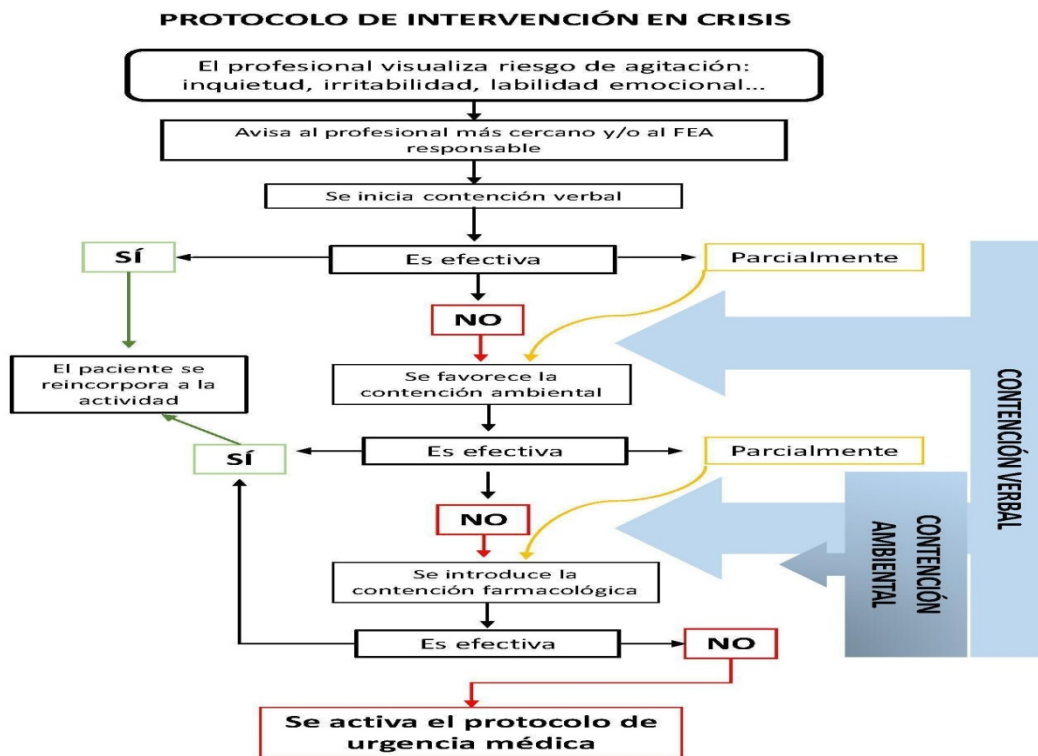 PROTOCOLO DE INTERVENCIÓN EN CRISIS
El profesional visualiza riesgo de agitación:
inquietud, irritabilidad, labilidad emocional...
Avisa al profesional más cercano y/o al FEA
responsable
Se inicia contención verbal
SÍ
Es efectiva
Parcialmente
NO
El paciente se
reincorpora a la
actividad
Se favorece la
contención ambiental
SÍ
Es efectiva
Parcialmente
NO
Se introduce la
contención farmacológica
Es efectiva
NO
Se activa el protocolo de
urgencia médica
CONTENCIÓN VERBAL
CONTENCIÓN
AMBIENTAL